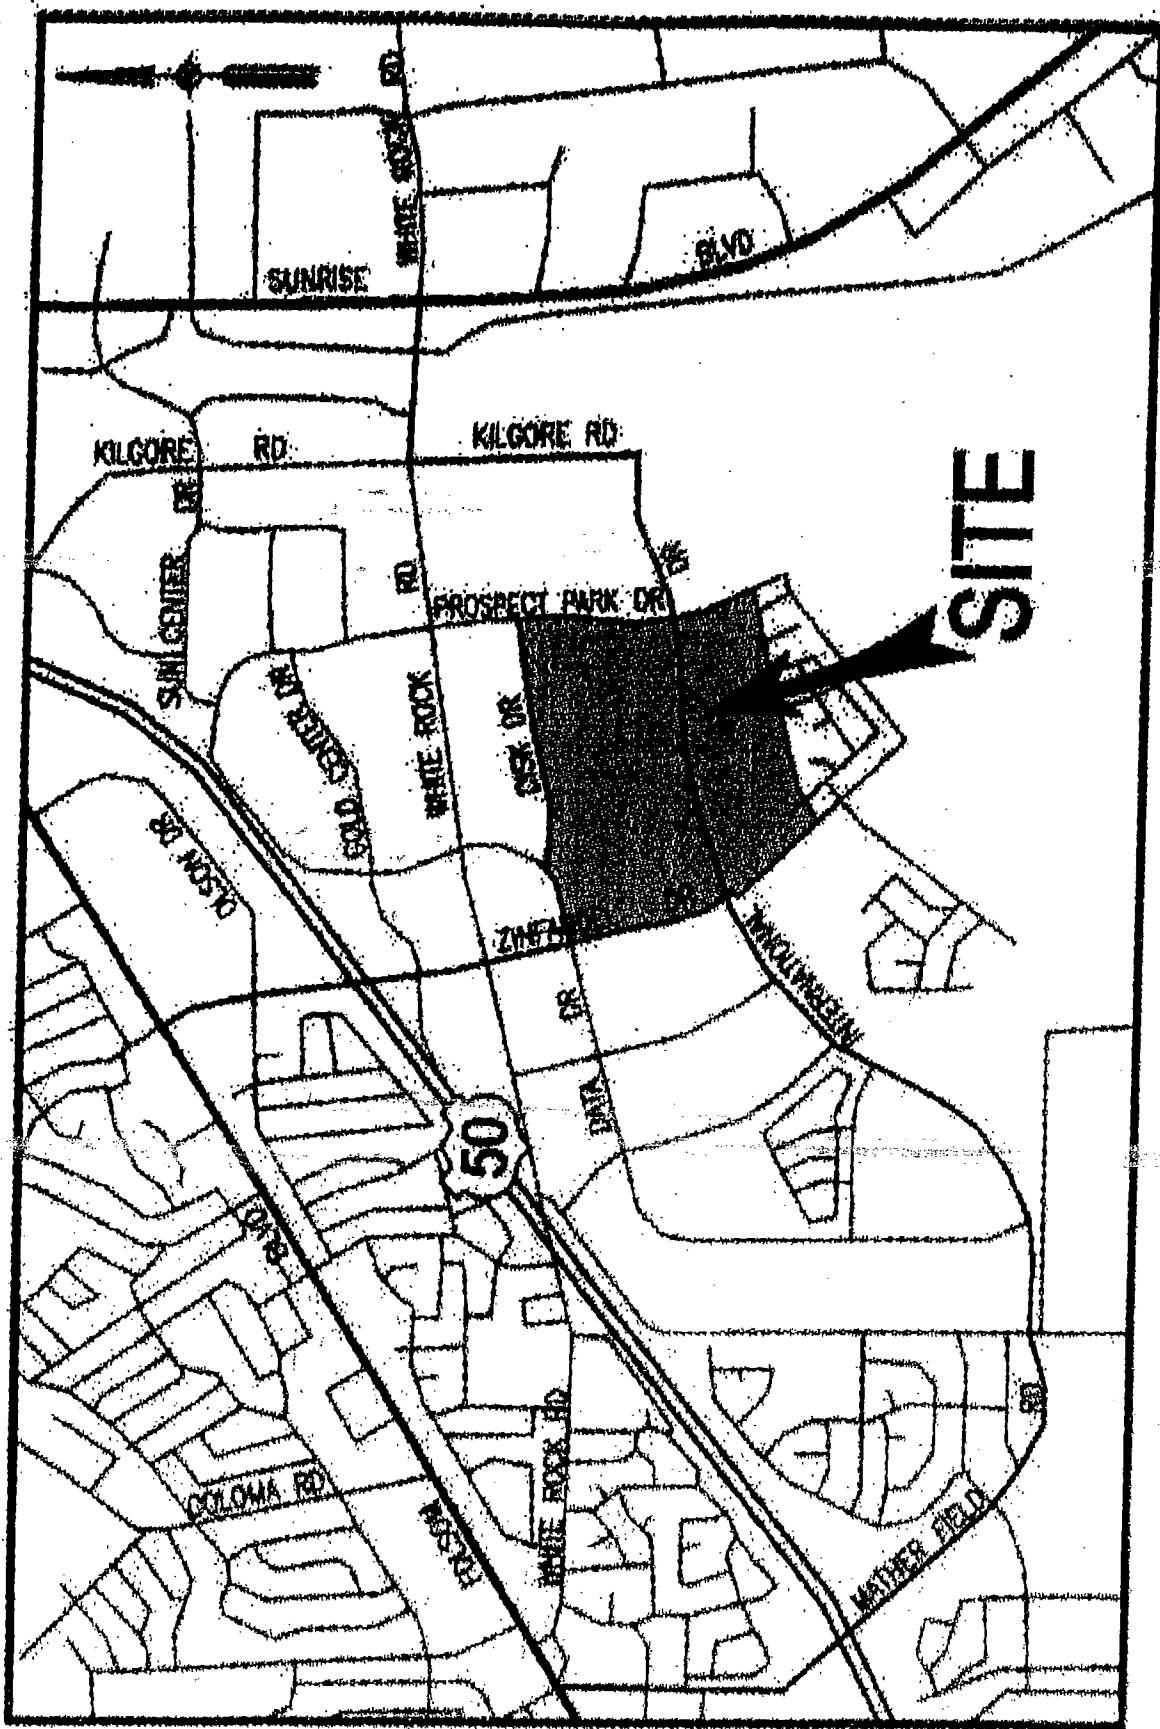 WHITE ROCK RD
SUNRISE
BLVD
KILGORE RD
KILGORE RD
SUN CENTER DR
RD
DR
PROSPECT PARK DR
SITE
GOLD CENTER DR
WHITE ROCK
DISK DR
OLSON DR
INTERNATIONAL
DR
DATA
50
BLVD
COLOMA RD
FOLSOM
WHITE ROCK RD
RD
MATHER FIELD